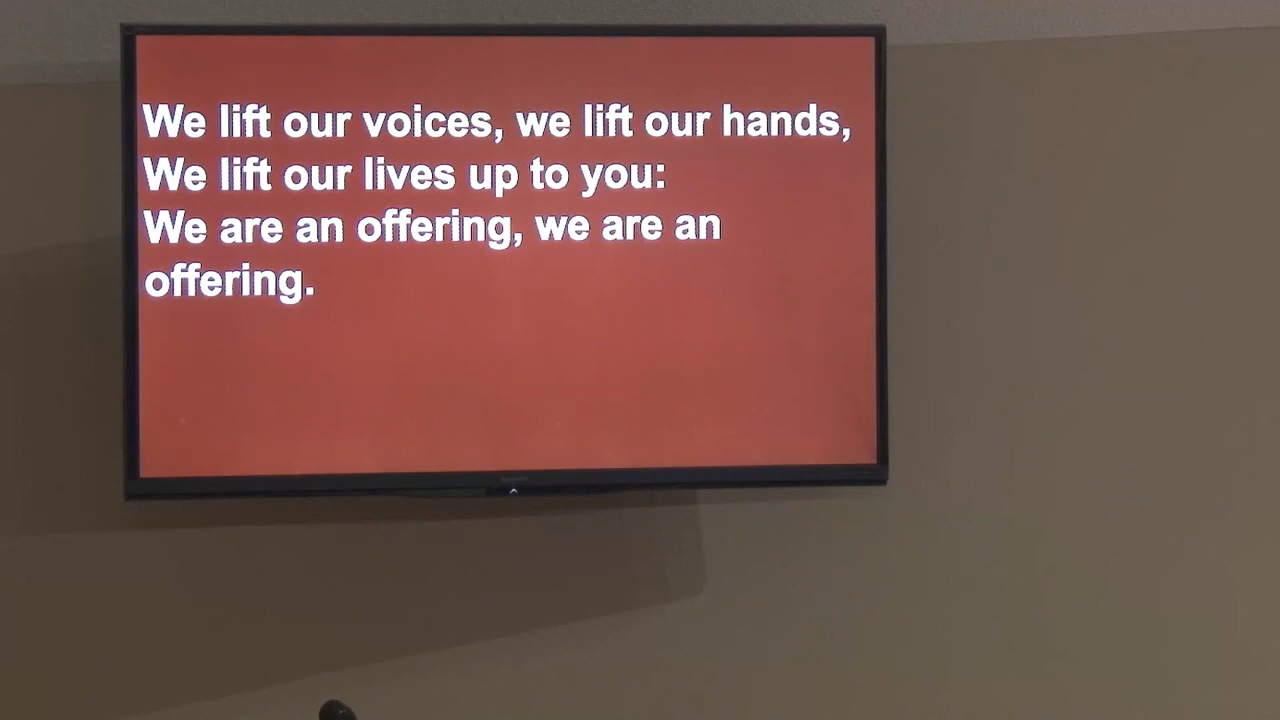 We lift our voices, we lift our hands,
We lift our lives up to you:
We are an offering, we are an
offering.